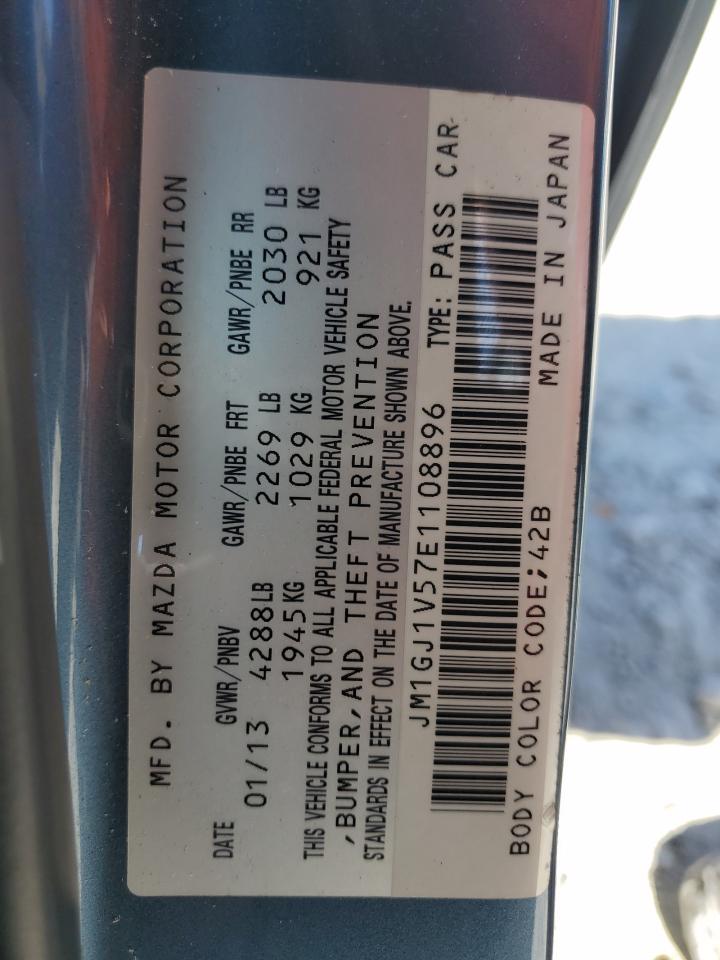 MFD. BY MAZDA MOTOR CORPORATION
DATE GVWR/PNBV GAWR/PNBE FRT GAWR/PNBE RR
01/13 4288LB 2269 LB 2030 LB
1945KG 1029 KG 921 KG
THIS VEHICLE CONFORMS TO ALL APPLICABLE FEDERAL MOTOR VEHICLE SAFETY
,BUMPER,AND THEFT PREVENTION
STANDARDS IN EFFECT ON THE DATE OF MANUFACTURE SHOWN ABOVE.
JM1GJ1V57E1108896 TYPE: PASS CAR
BODY COLOR CODE;42B MADE IN JAPAN